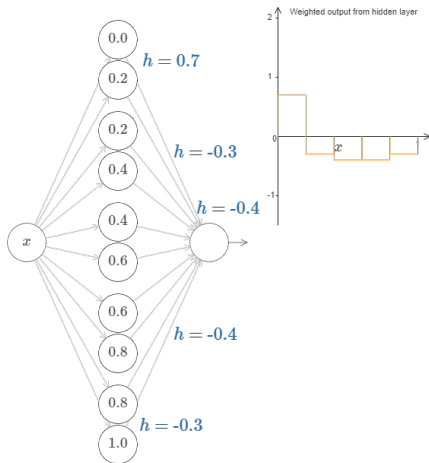 0.0
h = 0.7
0.2
0.2
h = -0.3
0.4
h = -0.4
0.4
x
0.6
0.6
h = -0.4
0.8
0.8
h = -0.3
1.0
Weighted output from hidden layer
2
1
0
x
1
-1